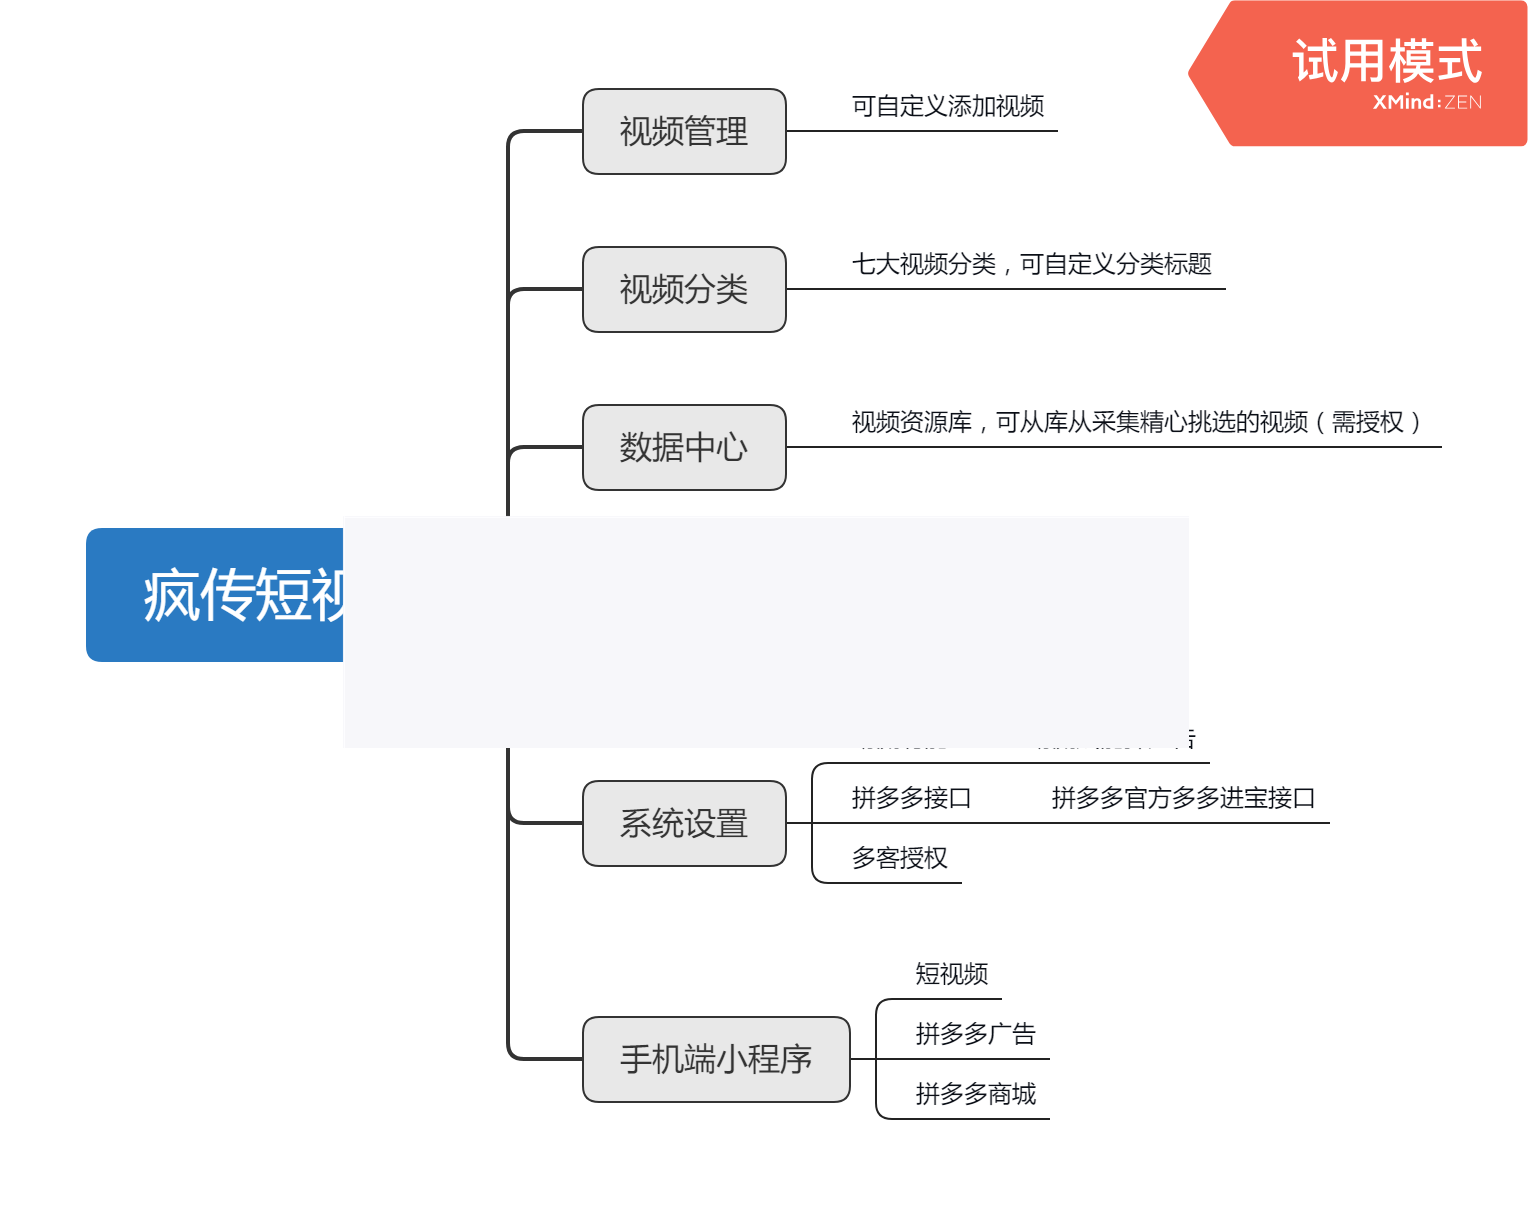 试用模式
XMind:ZEN
视频管理
可自定义添加视频
视频分类
七大视频分类，可自定义分类标题
数据中心
视频资源库，可从库从采集精心挑选的视频（需授权）
疯传短视
系统设置
拼多多接口
拼多多官方多多进宝接口
多客授权
手机端小程序
短视频
拼多多广告
拼多多商城